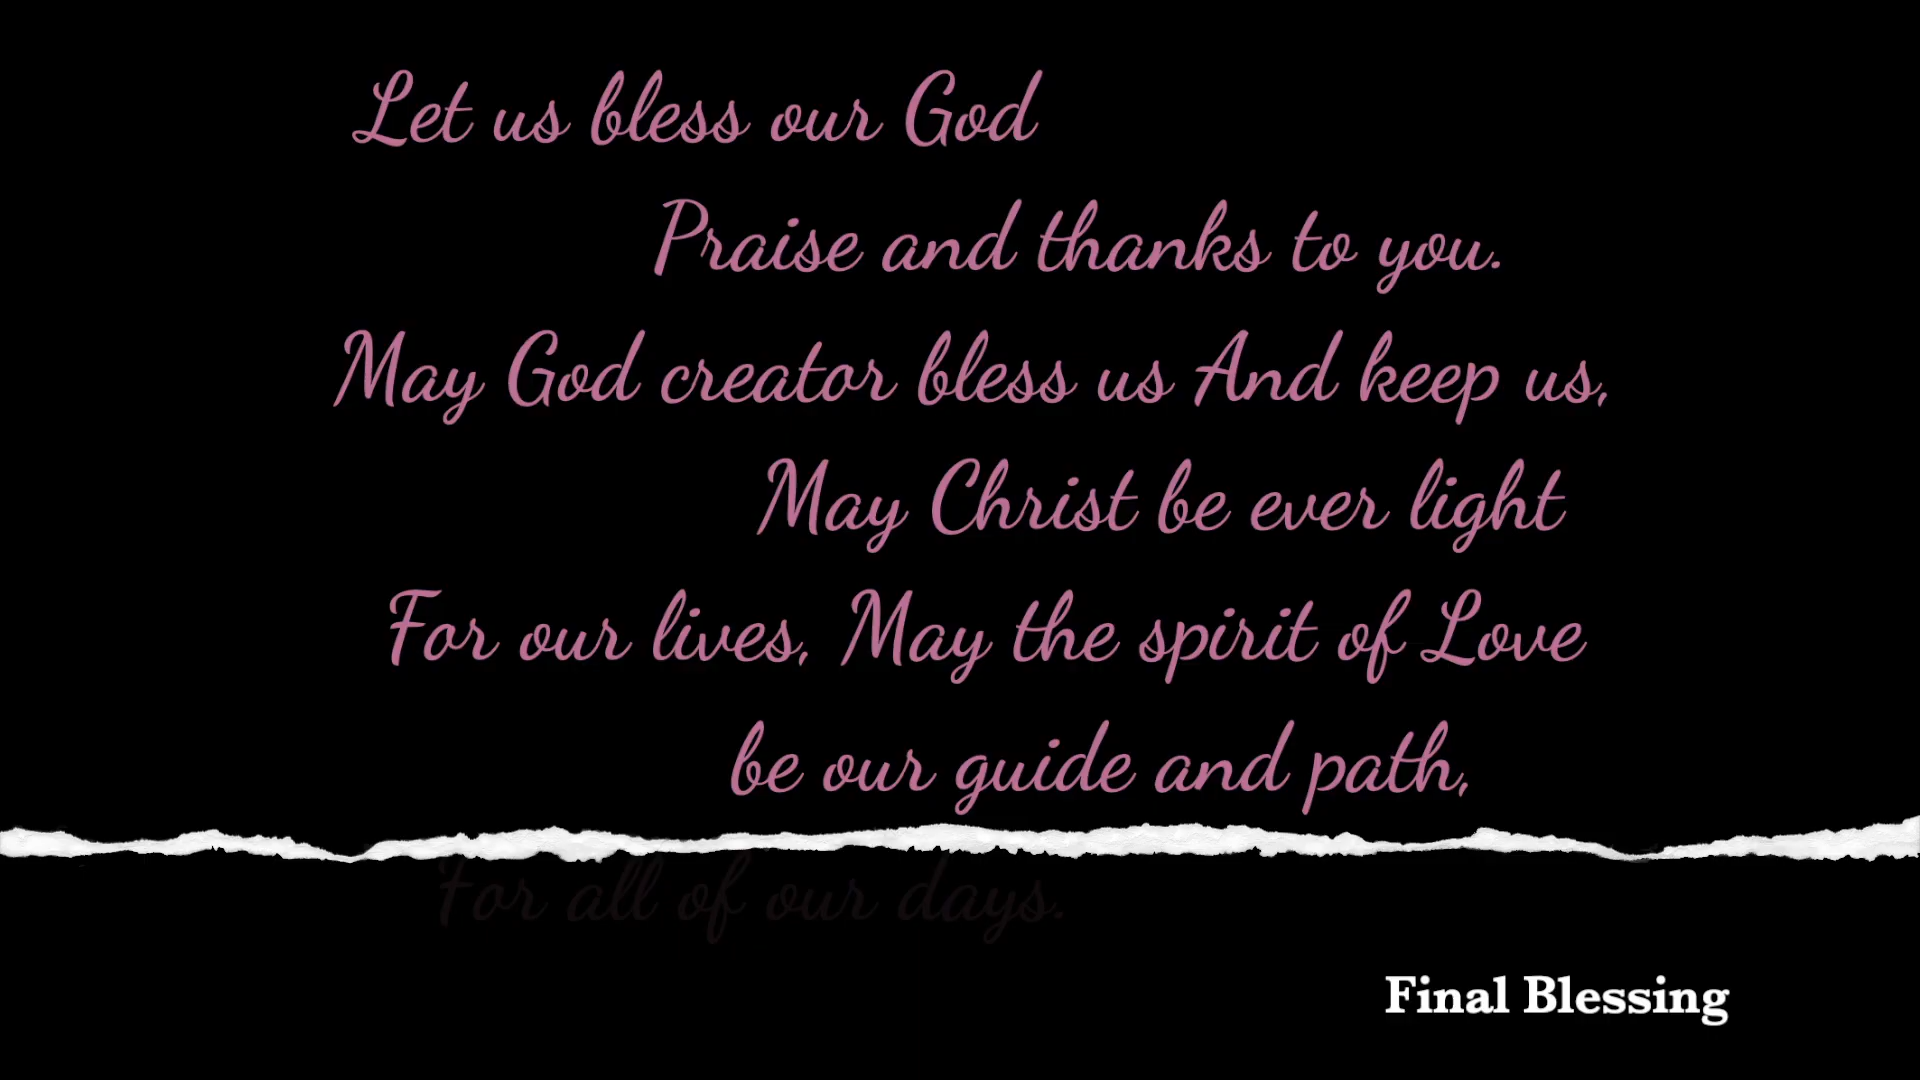 Let us bless our God
Praise and thanks to you.
May God creator bless us And keep us,
May Christ be ever light
For our lives, May the spirit of Love
be our guide and path,
For all of our days.
Final Blessing